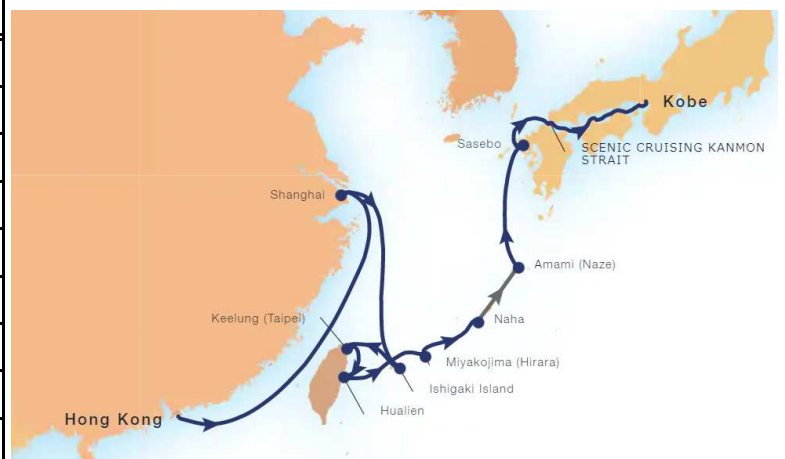 Kobe
Sasebo
SCENIC CRUISING KANMON
STRAIT
Shanghai
Amami (Naze)
Keelung (Taipei)
Naha
Miyakojima (Hirara)
Ishigaki Island
Hualien
Hong Kong